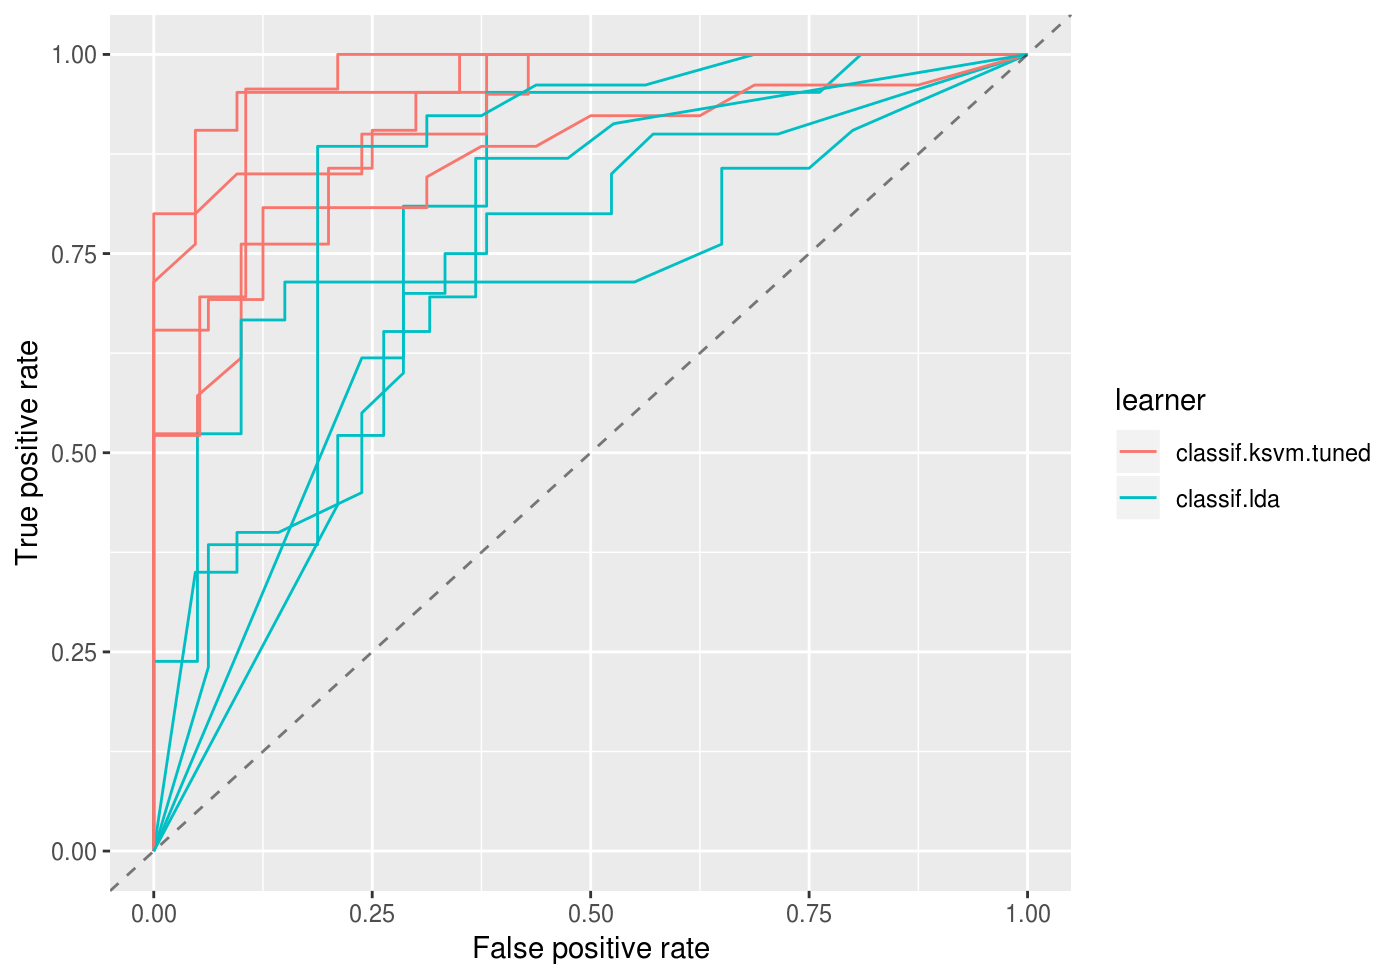 1.00
0.75
0.50
0.25
0.00
True positive rate
0.00 0.25 0.50 0.75 1.00
False positive rate
learner
classif.ksvm.tuned
classif.lda